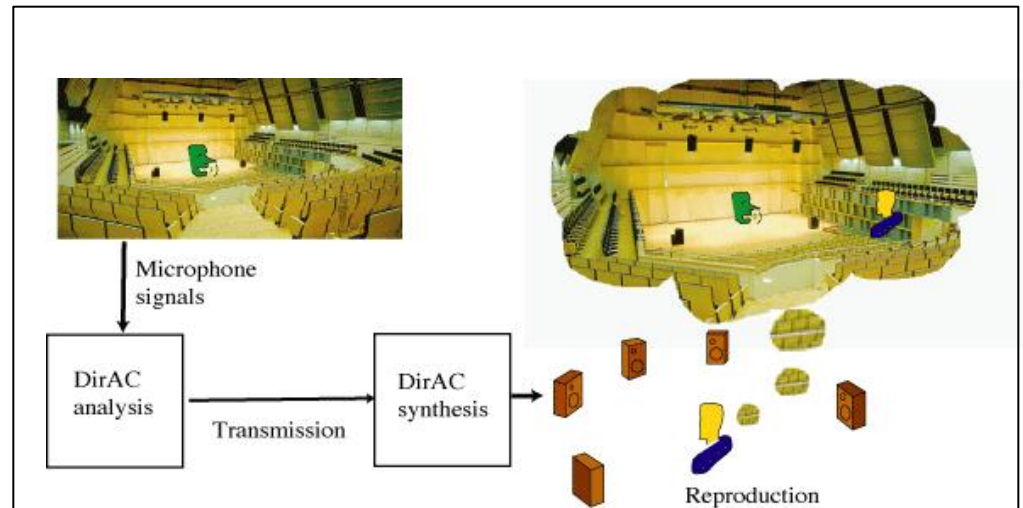 Microphone
signals
DirAC
analysis
Transmission
DirAC
synthesis
Reproduction